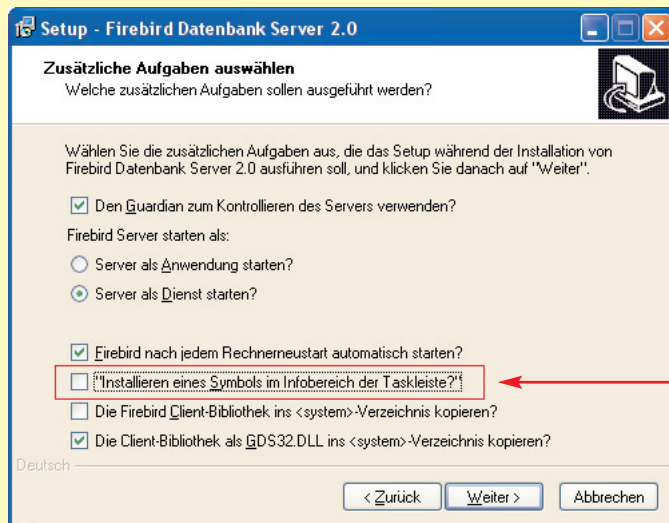 Setup - Firebird Datenbank Server 2.0
Zusätzliche Aufgaben auswählen
Welche zusätzlichen Aufgaben sollen ausgeführt werden?
Wählen Sie die zusätzlichen Aufgaben aus, die das Setup während der Installation von
Firebird Datenbank Server 2.0 ausführen soll, und klicken Sie danach auf "Weiter".
Den Guardian zum Kontrollieren des Servers verwenden?
Firebird Server starten als:
Server als Anwendung starten?
Server als Dienst starten?
Firebird nach jedem Rechnerneustart automatisch starten?
"Installieren eines Symbols im Infobereich der Taskleiste?"
Die Firebird Client-Bibliothek ins <system>-Verzeichnis kopieren?
Die Client-Bibliothek als GDS32.DLL ins <system>-Verzeichnis kopieren?
Deutsch
< Zurück Weiter > Abbrechen